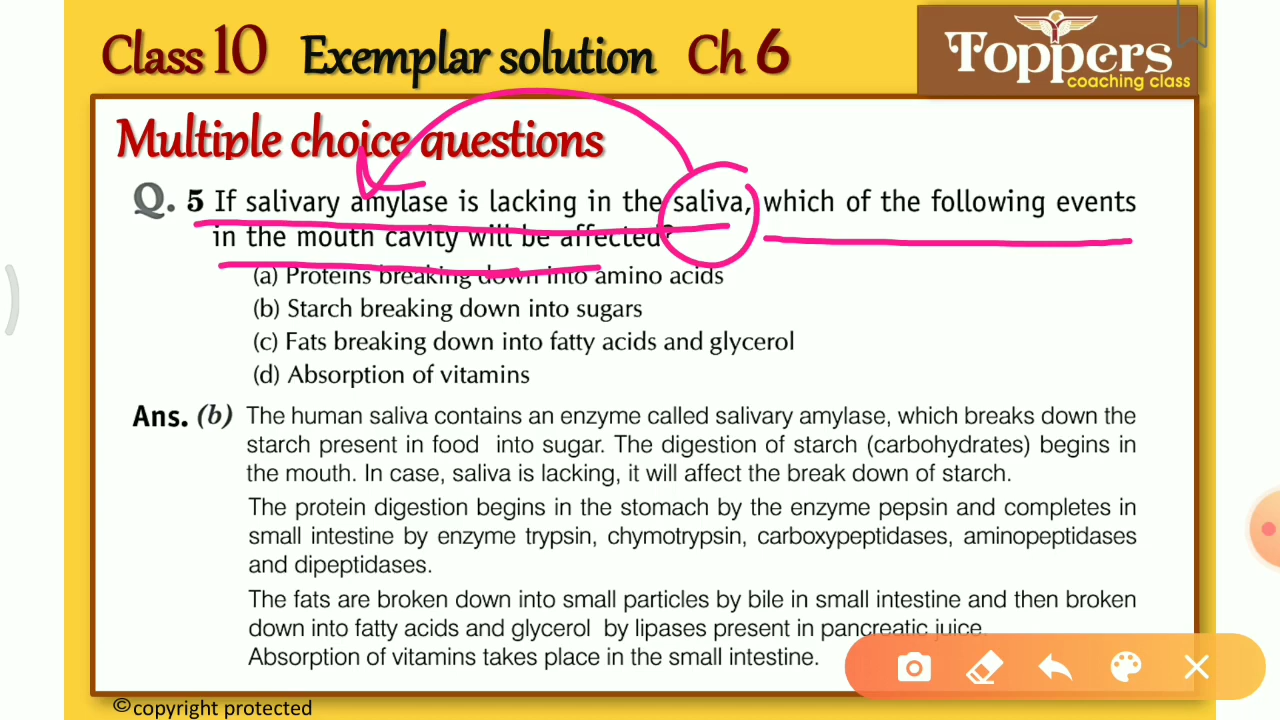 Class 10 Exemplar solution Ch 6
Toppers
coaching class
Multiple choice questions
Q. 5 If salivary amylase is lacking in the saliva, which of the following events
in the mouth cavity will be affected?
(a) Proteins breaking down into amino acids
(b) Starch breaking down into sugars
(c) Fats breaking down into fatty acids and glycerol
(d) Absorption of vitamins
Ans. (b) The human saliva contains an enzyme called salivary amylase, which breaks down the
starch present in food into sugar. The digestion of starch (carbohydrates) begins in
the mouth. In case, saliva is lacking, it will affect the break down of starch.
The protein digestion begins in the stomach by the enzyme pepsin and completes in
small intestine by enzyme trypsin, chymotrypsin, carboxypeptidases, aminopeptidases
and dipeptidases.
The fats are broken down into small particles by bile in small intestine and then broken
down into fatty acids and glycerol by lipases present in pancreatic juice.
Absorption of vitamins takes place in the small intestine.
©copyright protected